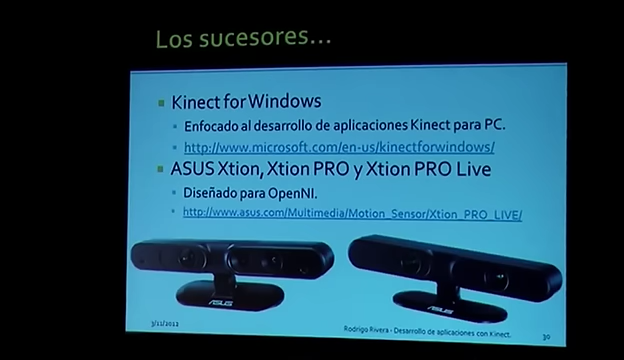 Los sucesores...
Kinect for Windows
Enfocado al desarrollo de aplicaciones Kinect para PC.
http://www.microsoft.com/en-us/kinectforwindows/
ASUS Xtion, Xtion PRO y Xtion PRO Live
Diseñado para OpenNI.
http://www.asus.com/Multimedia/Motion_Sensor/Xtion_PRO_LIVE/
ASUS
ASUS
3/11/2012
Rodrigo Rivera - Desarrollo de aplicaciones con Kinect.
30